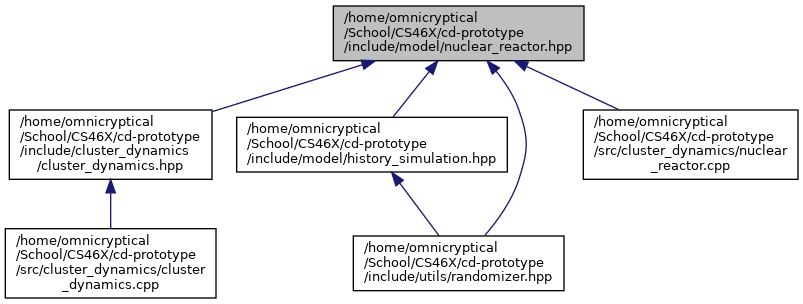 /home/omnicryptical
/School/CS46X/cd-prototype
/include/model/nuclear_reactor.hpp
/home/omnicryptical
/School/CS46X/cd-prototype
/include/cluster_dynamics
/cluster_dynamics.hpp
/home/omnicryptical
/School/CS46X/cd-prototype
/include/model/history_simulation.hpp
/home/omnicryptical
/School/CS46X/cd-prototype
/src/cluster_dynamics/nuclear
_reactor.cpp
/home/omnicryptical
/School/CS46X/cd-prototype
/src/cluster_dynamics/cluster
_dynamics.cpp
/home/omnicryptical
/School/CS46X/cd-prototype
/include/utils/randomizer.hpp